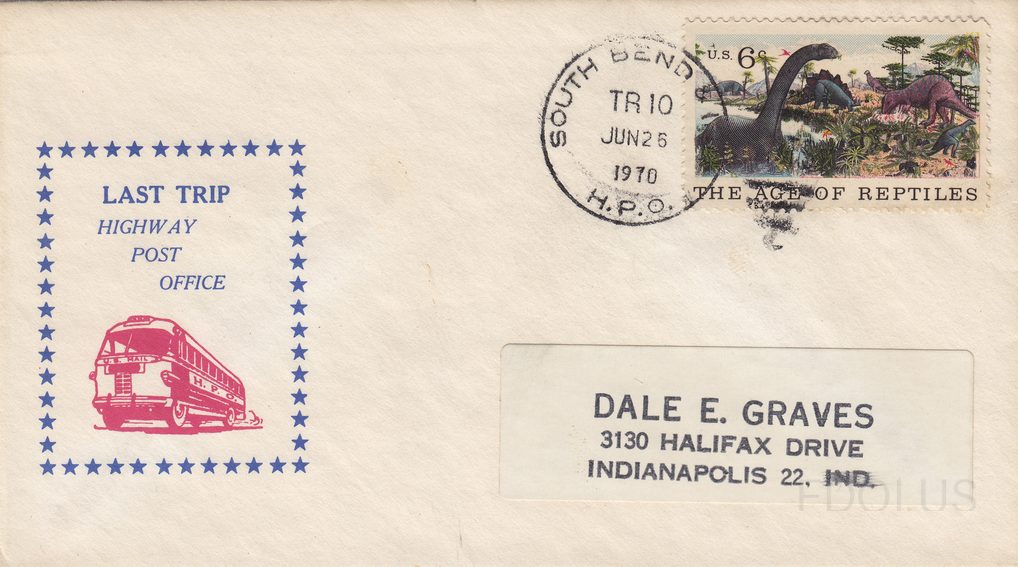 LAST TRIP
HIGHWAY
POST
OFFICE
U.S. MAIL
H.P.O.
SOUTH BEND
TR 10
JUN 26
1970
H.P.O.
U.S. 6c
THE AGE OF REPTILES
DALE E. GRAVES
3130 HALIFAX DRIVE
INDIANAPOLIS 22, IND.
FDOI.US